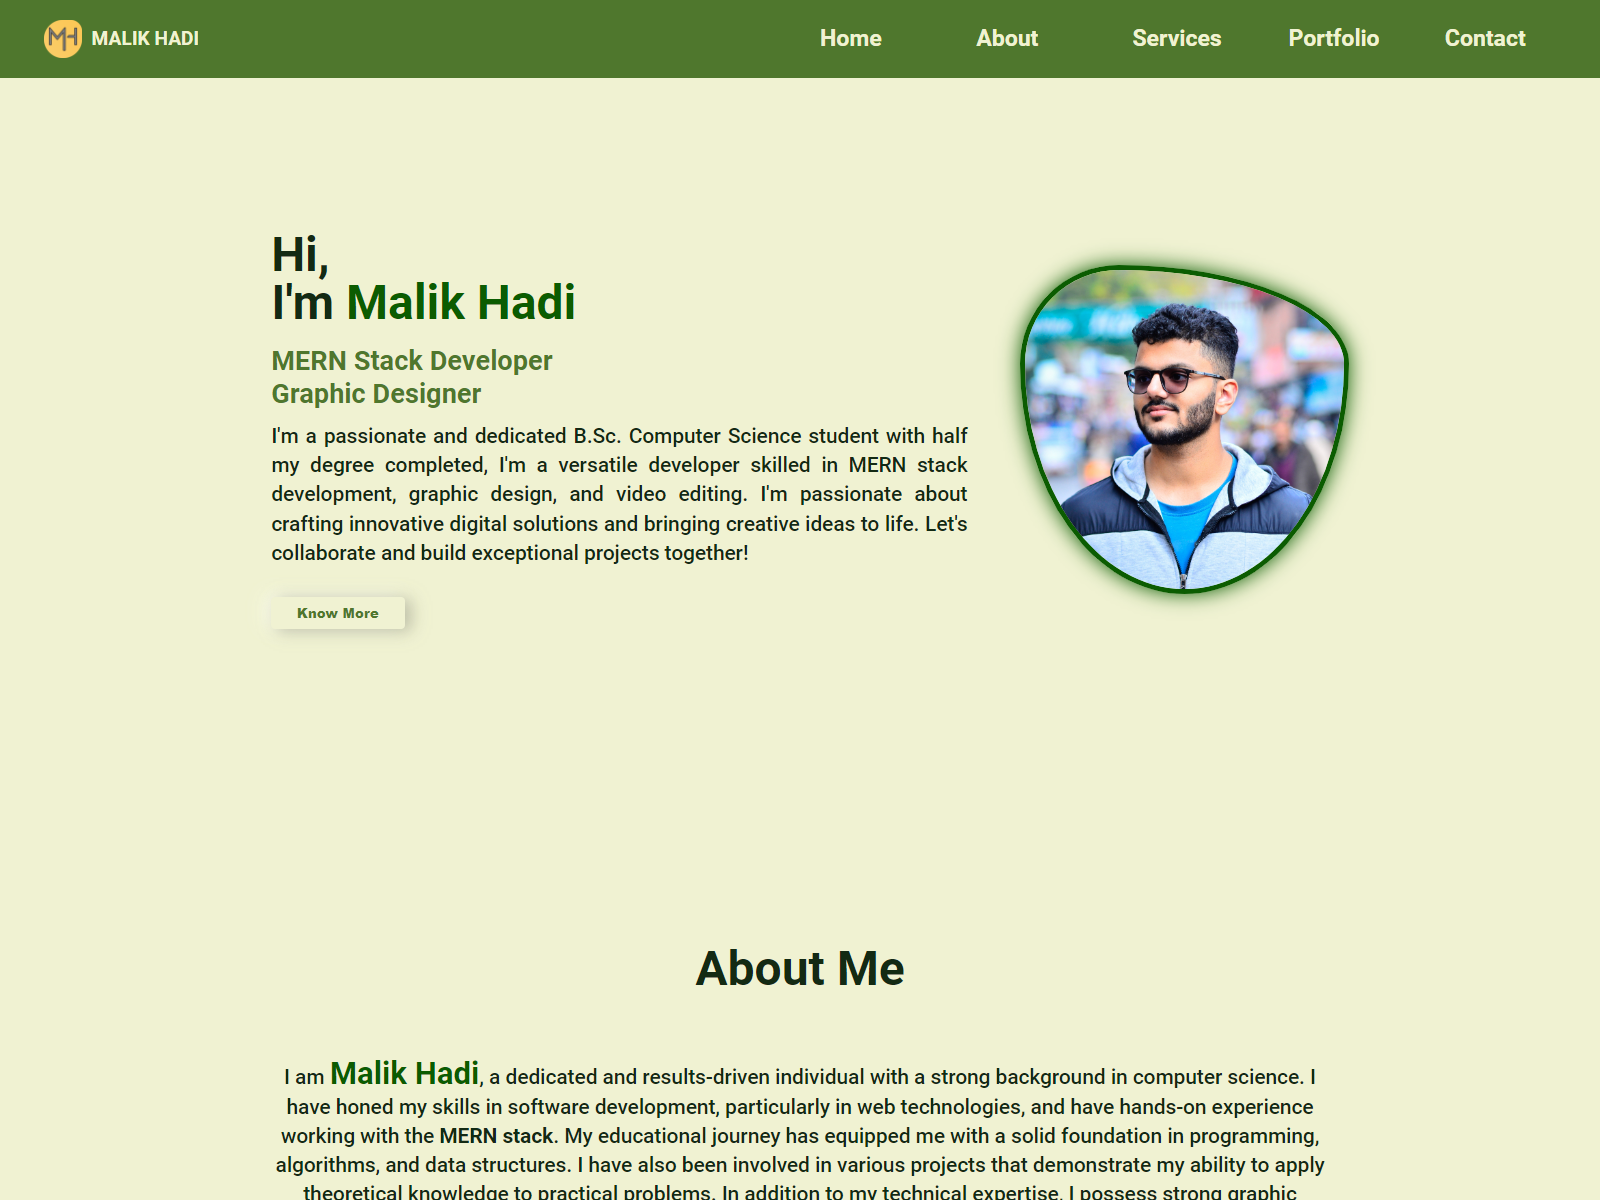 MH MALIK HADI
Home About Services Portfolio Contact
Hi,
I'm Malik Hadi
MERN Stack Developer
Graphic Designer
I'm a passionate and dedicated B.Sc. Computer Science student with half
my degree completed, I'm a versatile developer skilled in MERN stack
development, graphic design, and video editing. I'm passionate about
crafting innovative digital solutions and bringing creative ideas to life. Let's
collaborate and build exceptional projects together!
Know More
About Me
I am Malik Hadi, a dedicated and results-driven individual with a strong background in computer science. I
have honed my skills in software development, particularly in web technologies, and have hands-on experience
working with the MERN stack. My educational journey has equipped me with a solid foundation in programming,
algorithms, and data structures. I have also been involved in various projects that demonstrate my ability to apply
theoretical knowledge to practical problems. In addition to my technical expertise, I possess strong graphic